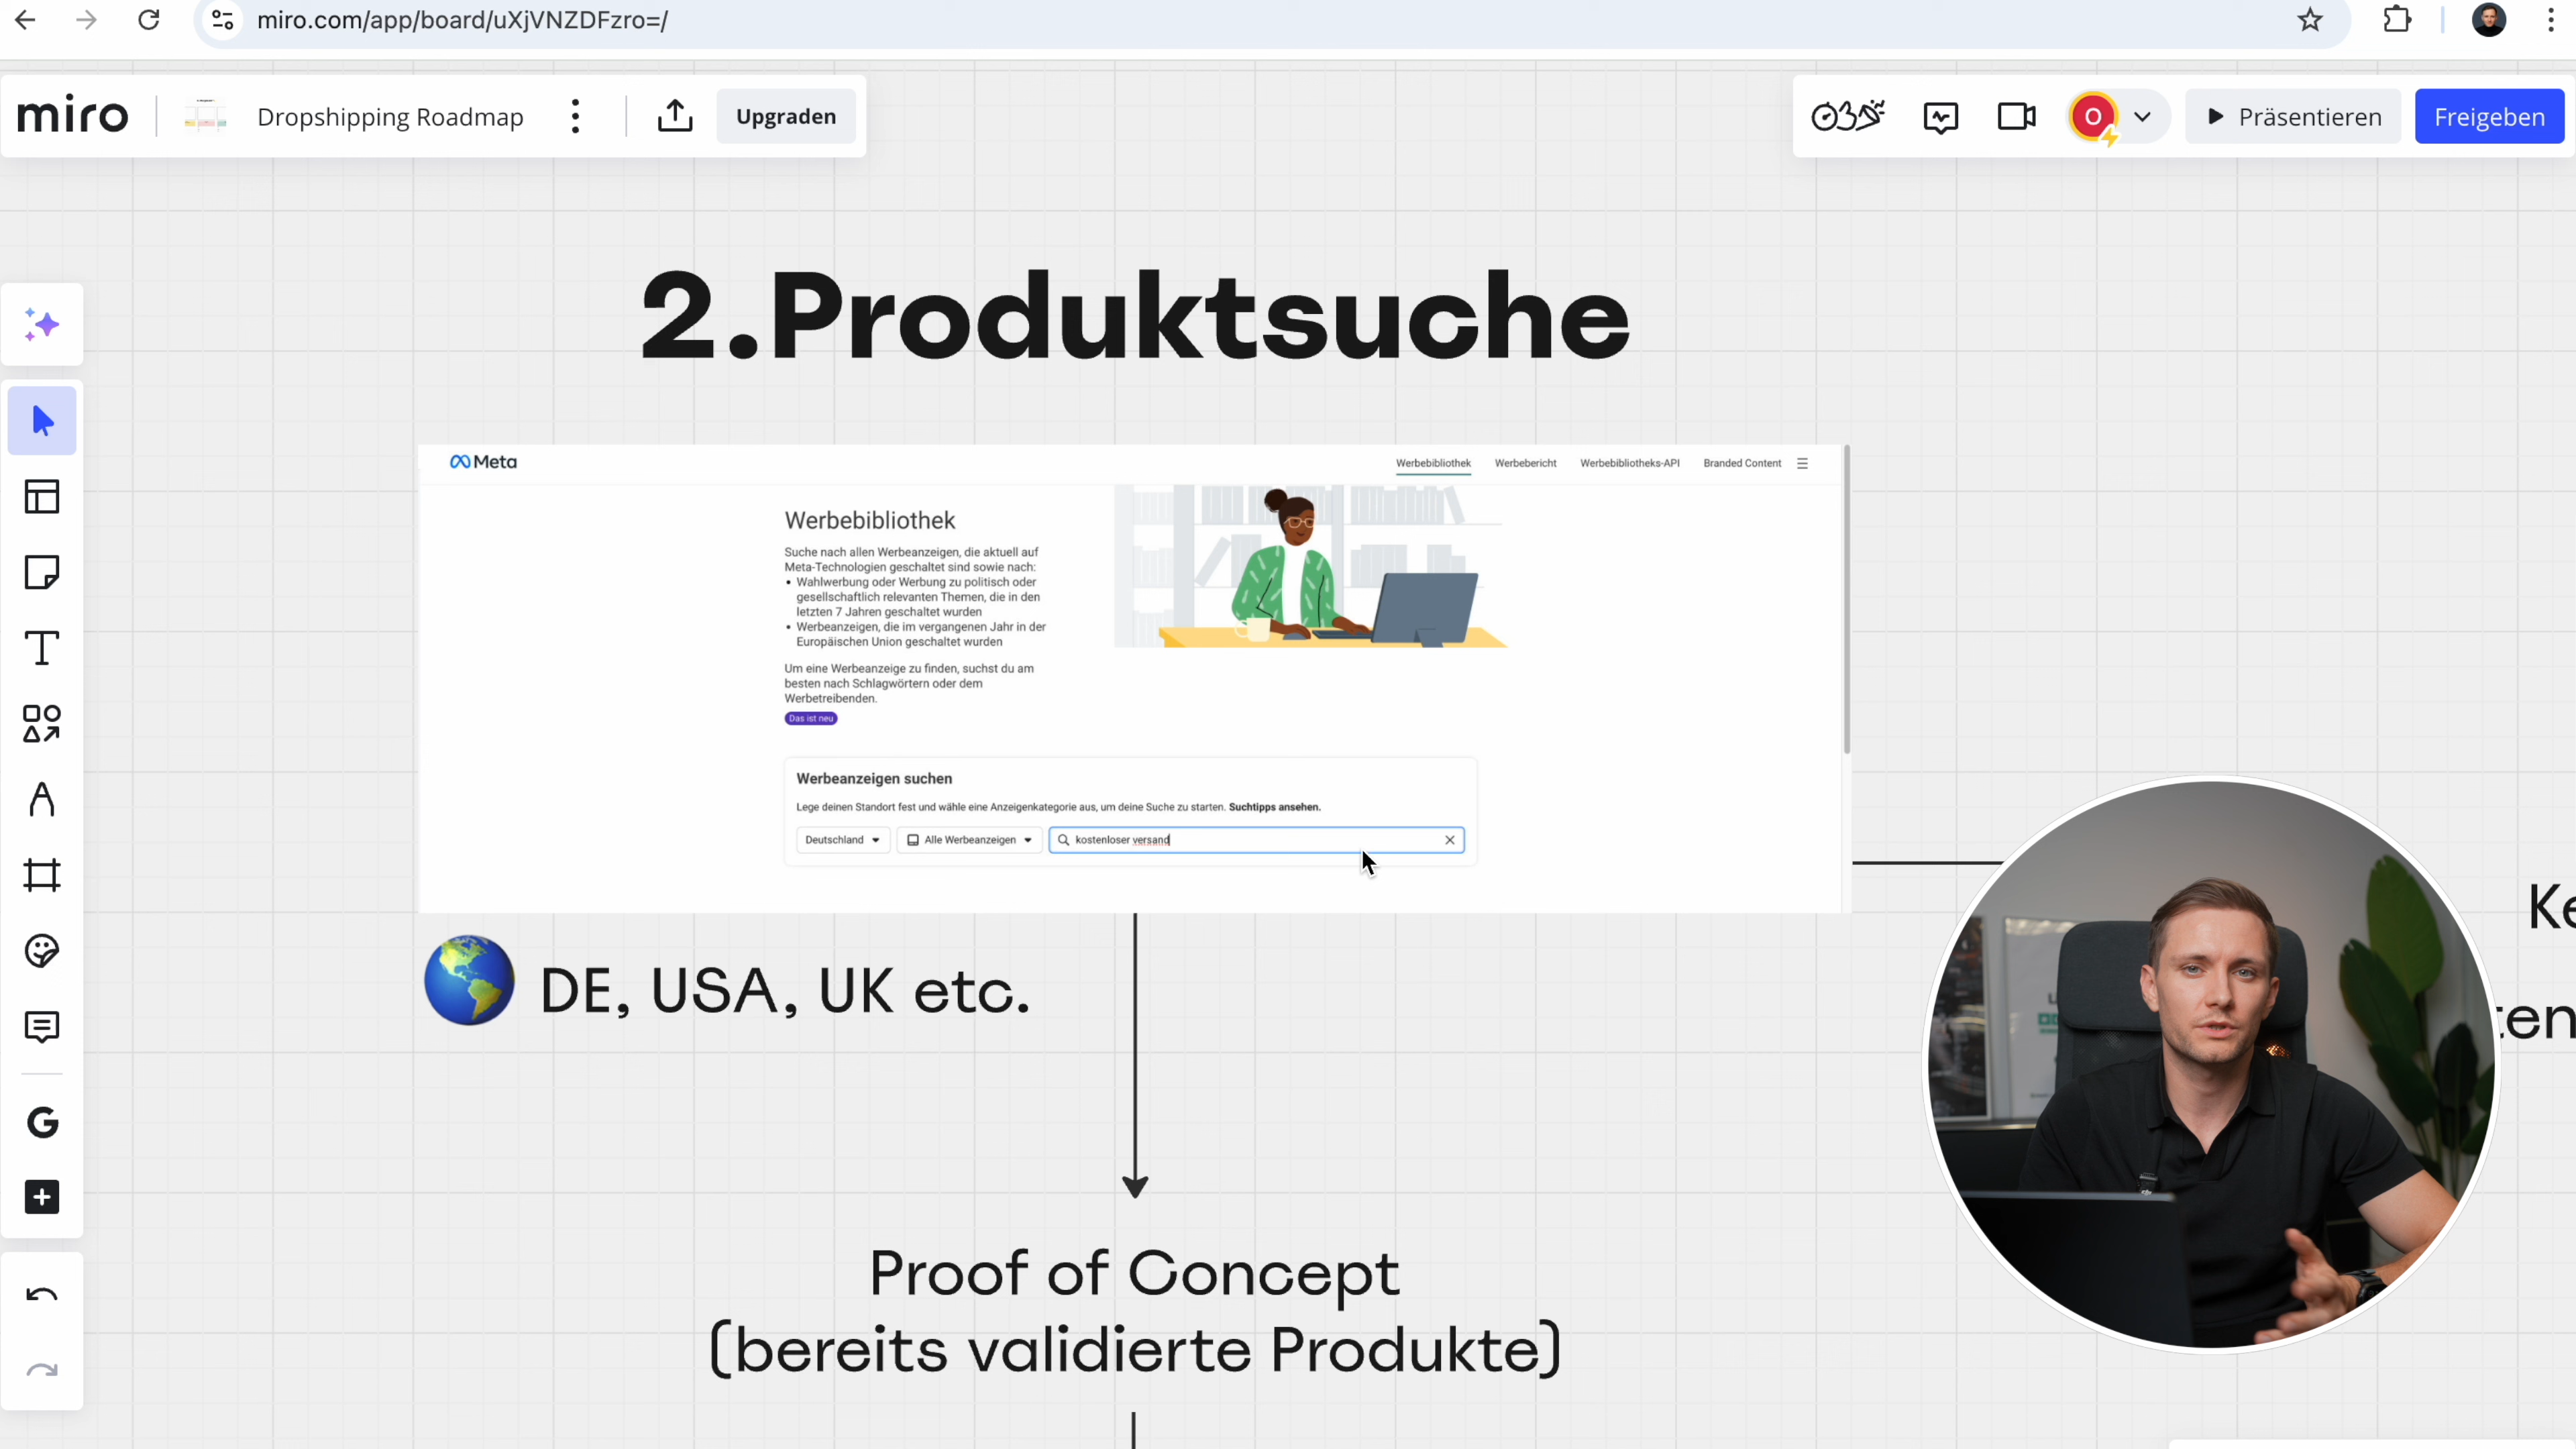 miro.com/app/board/uXjVNZDFzro=/
miro
Dropshipping Roadmap
Upgraden
Präsentieren
Freigeben
2.Produktsuche
Meta
Werbebibliothek
Werbebericht
Werbebibliotheks-API
Branded Content
Werbebibliothek
Suche nach allen Werbeanzeigen, die aktuell auf
Meta-Technologien geschaltet sind sowie nach:
• Wahlwerbung oder Werbung zu politisch oder
gesellschaftlich relevanten Themen, die in den
letzten 7 Jahren geschaltet wurden
• Werbeanzeigen, die im vergangenen Jahr in der
Europäischen Union geschaltet wurden
Um eine Werbeanzeige zu finden, suchst du am
besten nach Schlagwörtern oder dem
Werbetreibenden.
Das ist neu
Werbeanzeigen suchen
Lege deinen Standort fest und wähle eine Anzeigenkategorie aus, um deine Suche zu starten. Suchtipps ansehen.
Deutschland
Alle Werbeanzeigen
kostenloser versand
DE, USA, UK etc.
Proof of Concept
(bereits validierte Produkte)